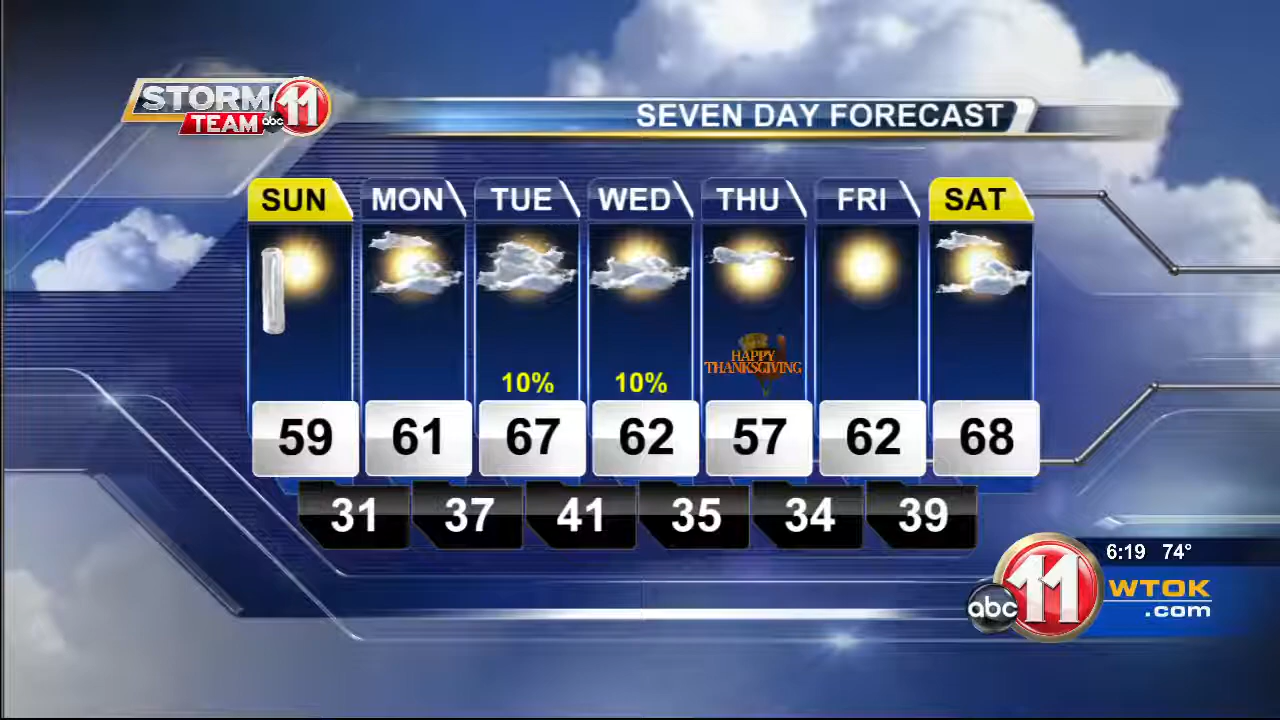 STORM
TEAM abc 11
SEVEN DAY FORECAST
SUN MON TUE WED THU FRI SAT
HAPPY
THANKSGIVING
10% 10%
59 61 67 62 57 62 68
31 37 41 35 34 39
6:19 74°
abc 11 WTOK
.com